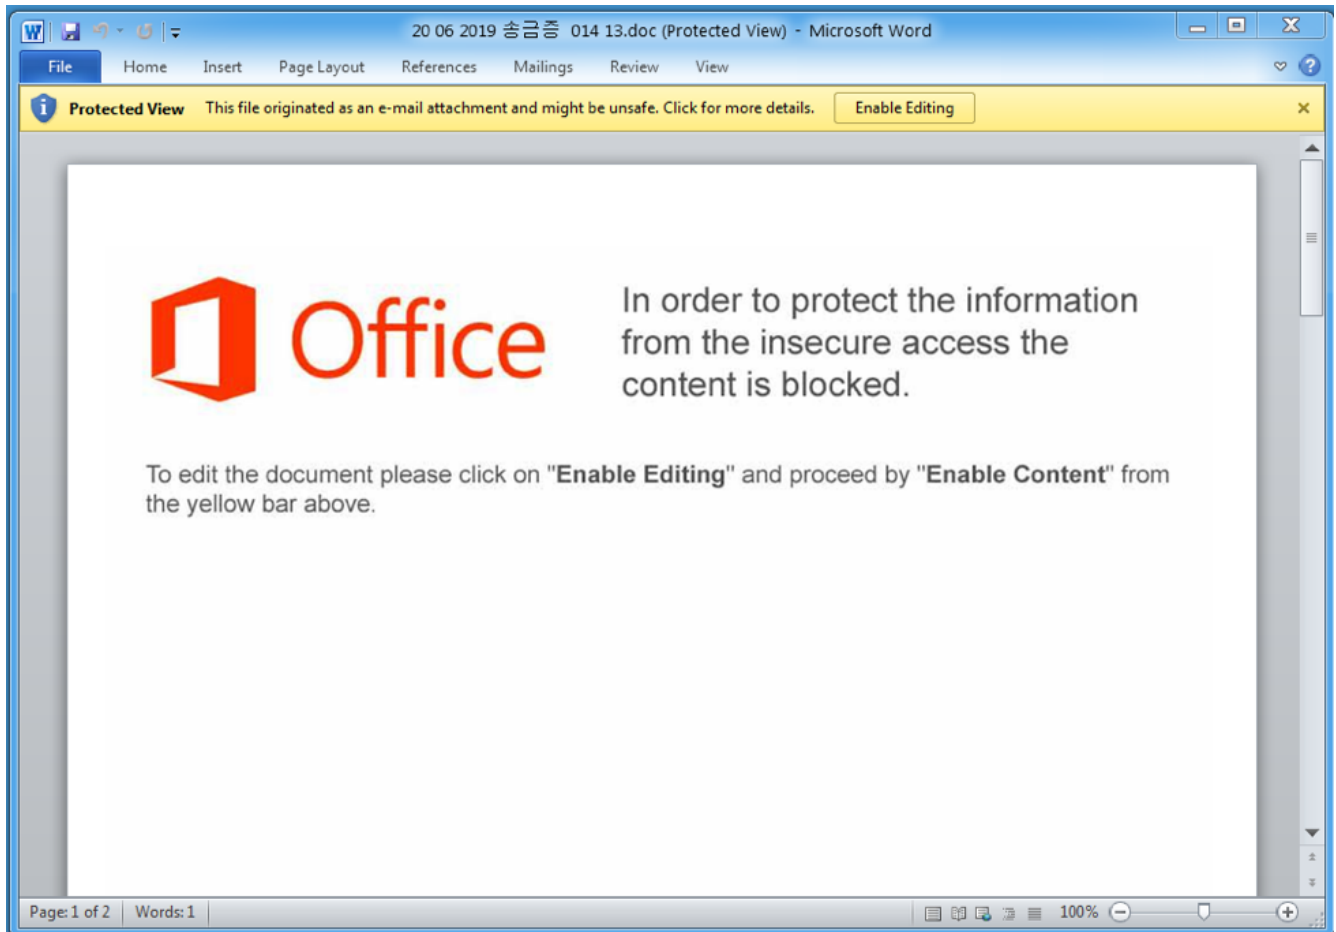 20 06 2019 송금증  014 13.doc (Protected View) - Microsoft Word
File Home Insert Page Layout References Mailings Review View
Protected View This file originated as an e-mail attachment and might be unsafe. Click for more details. Enable Editing
Office
In order to protect the information
from the insecure access the
content is blocked.
To edit the document please click on "Enable Editing" and proceed by "Enable Content" from
the yellow bar above.
Page: 1 of 2 Words: 1 100%